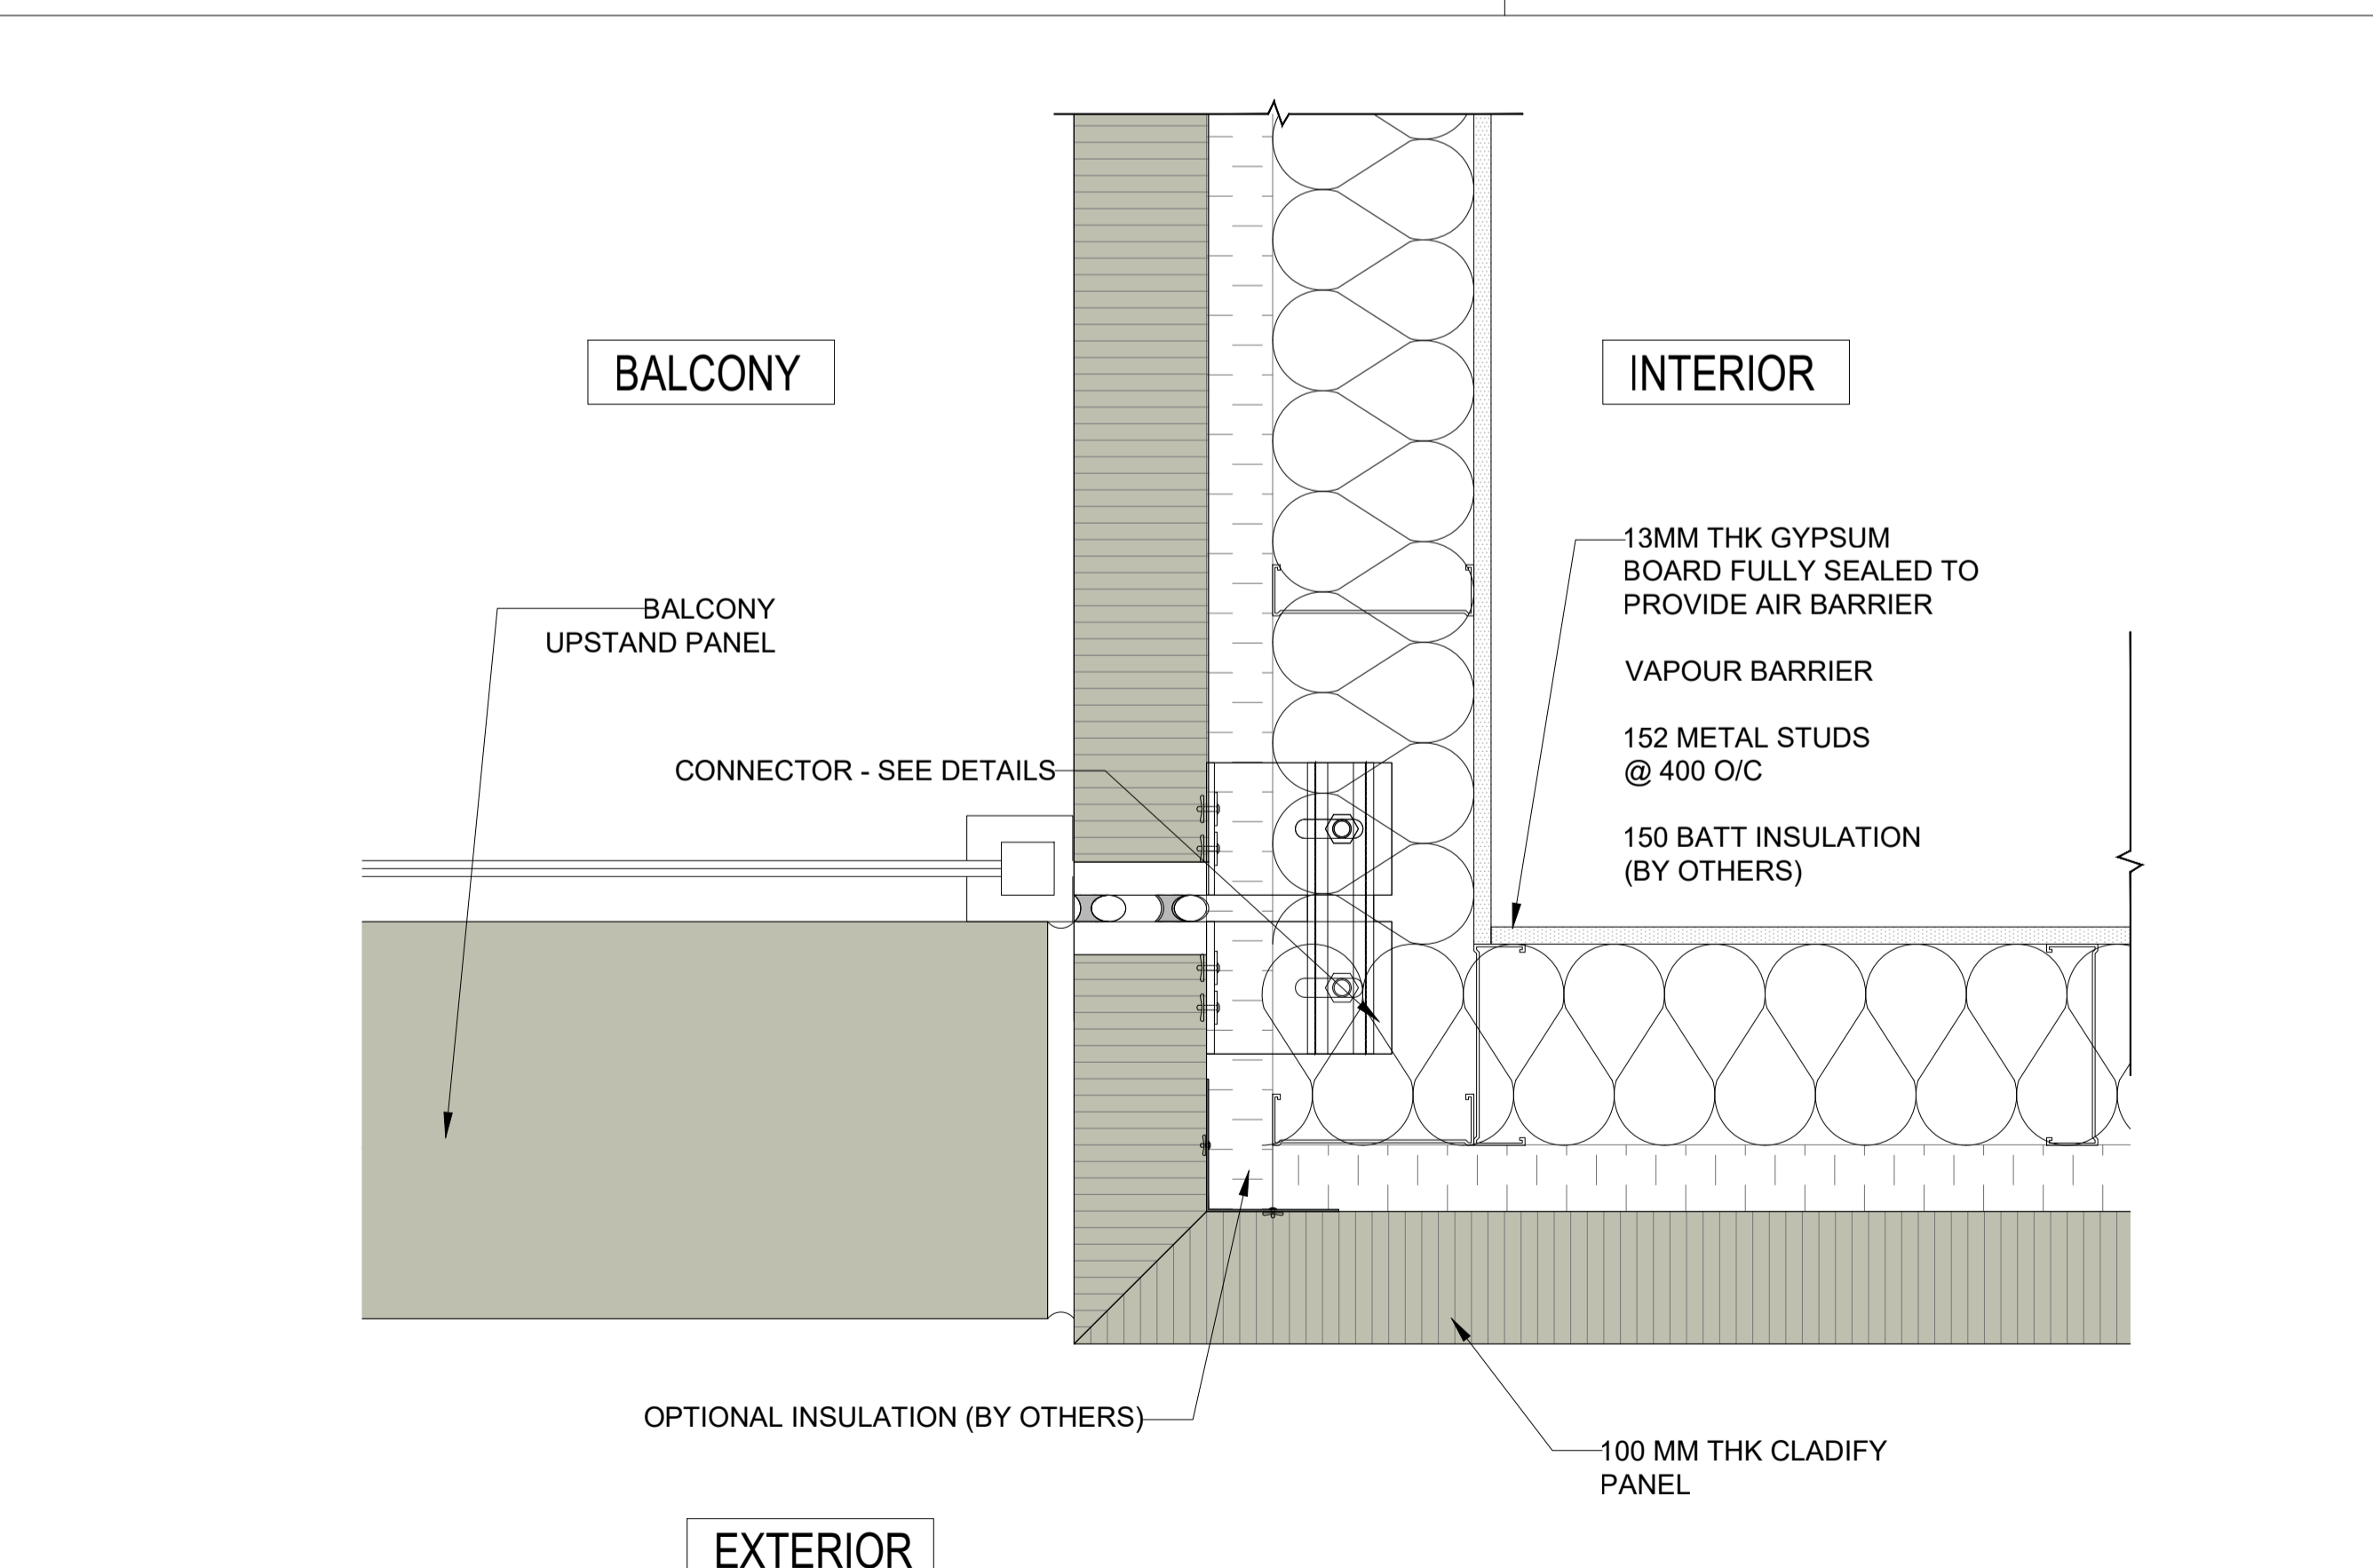 BALCONY
INTERIOR
13MM THK GYPSUM
BOARD FULLY SEALED TO
PROVIDE AIR BARRIER
VAPOUR BARRIER
152 METAL STUDS
@ 400 O/C
150 BATT INSULATION
(BY OTHERS)
BALCONY
UPSTAND PANEL
CONNECTOR - SEE DETAILS
OPTIONAL INSULATION (BY OTHERS)
100 MM THK CLADIFY
PANEL
EXTERIOR